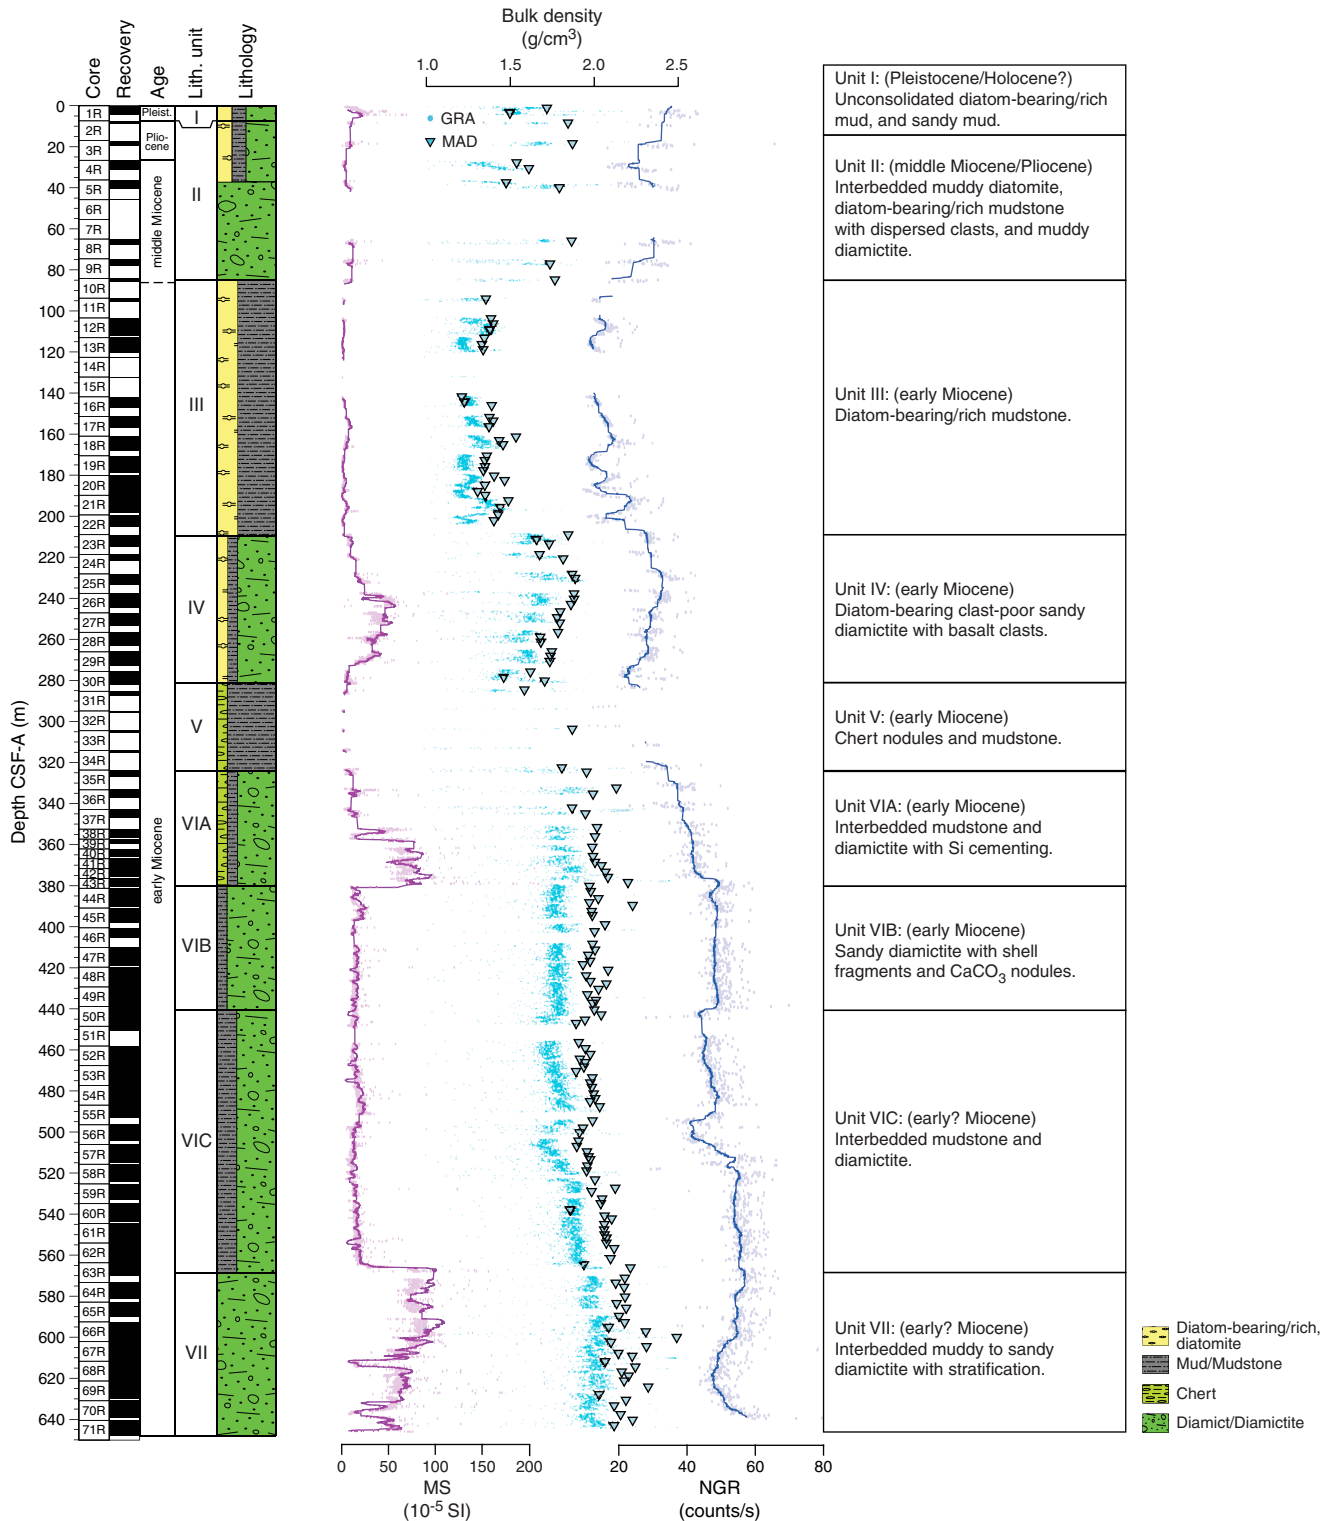 Bulk density
(g/cm3)
1.0 1.5 2.0 2.5
Core
Recovery
Age
Lith. unit
Lithology
GRA
MAD
Depth CSF-A (m)
0
20
40
60
80
100
120
140
160
180
200
220
240
260
280
300
320
340
360
380
400
420
440
460
480
500
520
540
560
580
600
620
640
1R
2R
3R
4R
5R
6R
7R
8R
9R
10R
11R
12R
13R
14R
15R
16R
17R
18R
19R
20R
21R
22R
23R
24R
25R
26R
27R
28R
29R
30R
31R
32R
33R
34R
35R
36R
37R
38R
39R
40R
41R
42R
43R
44R
45R
46R
47R
48R
49R
50R
51R
52R
53R
54R
55R
56R
57R
58R
59R
60R
61R
62R
63R
64R
65R
66R
67R
68R
69R
70R
71R
Pleist.
Plio-
cene
middle Miocene
early Miocene
I
II
III
IV
V
VIA
VIB
VIC
VII
Unit I: (Pleistocene/Holocene?)
Unconsolidated diatom-bearing/rich
mud, and sandy mud.
Unit II: (middle Miocene/Pliocene)
Interbedded muddy diatomite,
diatom-bearing/rich mudstone
with dispersed clasts, and muddy
diamictite.
Unit III: (early Miocene)
Diatom-bearing/rich mudstone.
Unit IV: (early Miocene)
Diatom-bearing clast-poor sandy
diamictite with basalt clasts.
Unit V: (early Miocene)
Chert nodules and mudstone.
Unit VIA: (early Miocene)
Interbedded mudstone and
diamictite with Si cementing.
Unit VIB: (early Miocene)
Sandy diamictite with shell
fragments and CaCO3 nodules.
Unit VIC: (early? Miocene)
Interbedded mudstone and
diamictite.
Unit VII: (early? Miocene)
Interbedded muddy to sandy
diamictite with stratification.
Diatom-bearing/rich,
diatomite
Mud/Mudstone
Chert
Diamict/Diamictite
0 50 100 150 200
MS
(10-5 SI)
20 40 60 80
NGR
(counts/s)